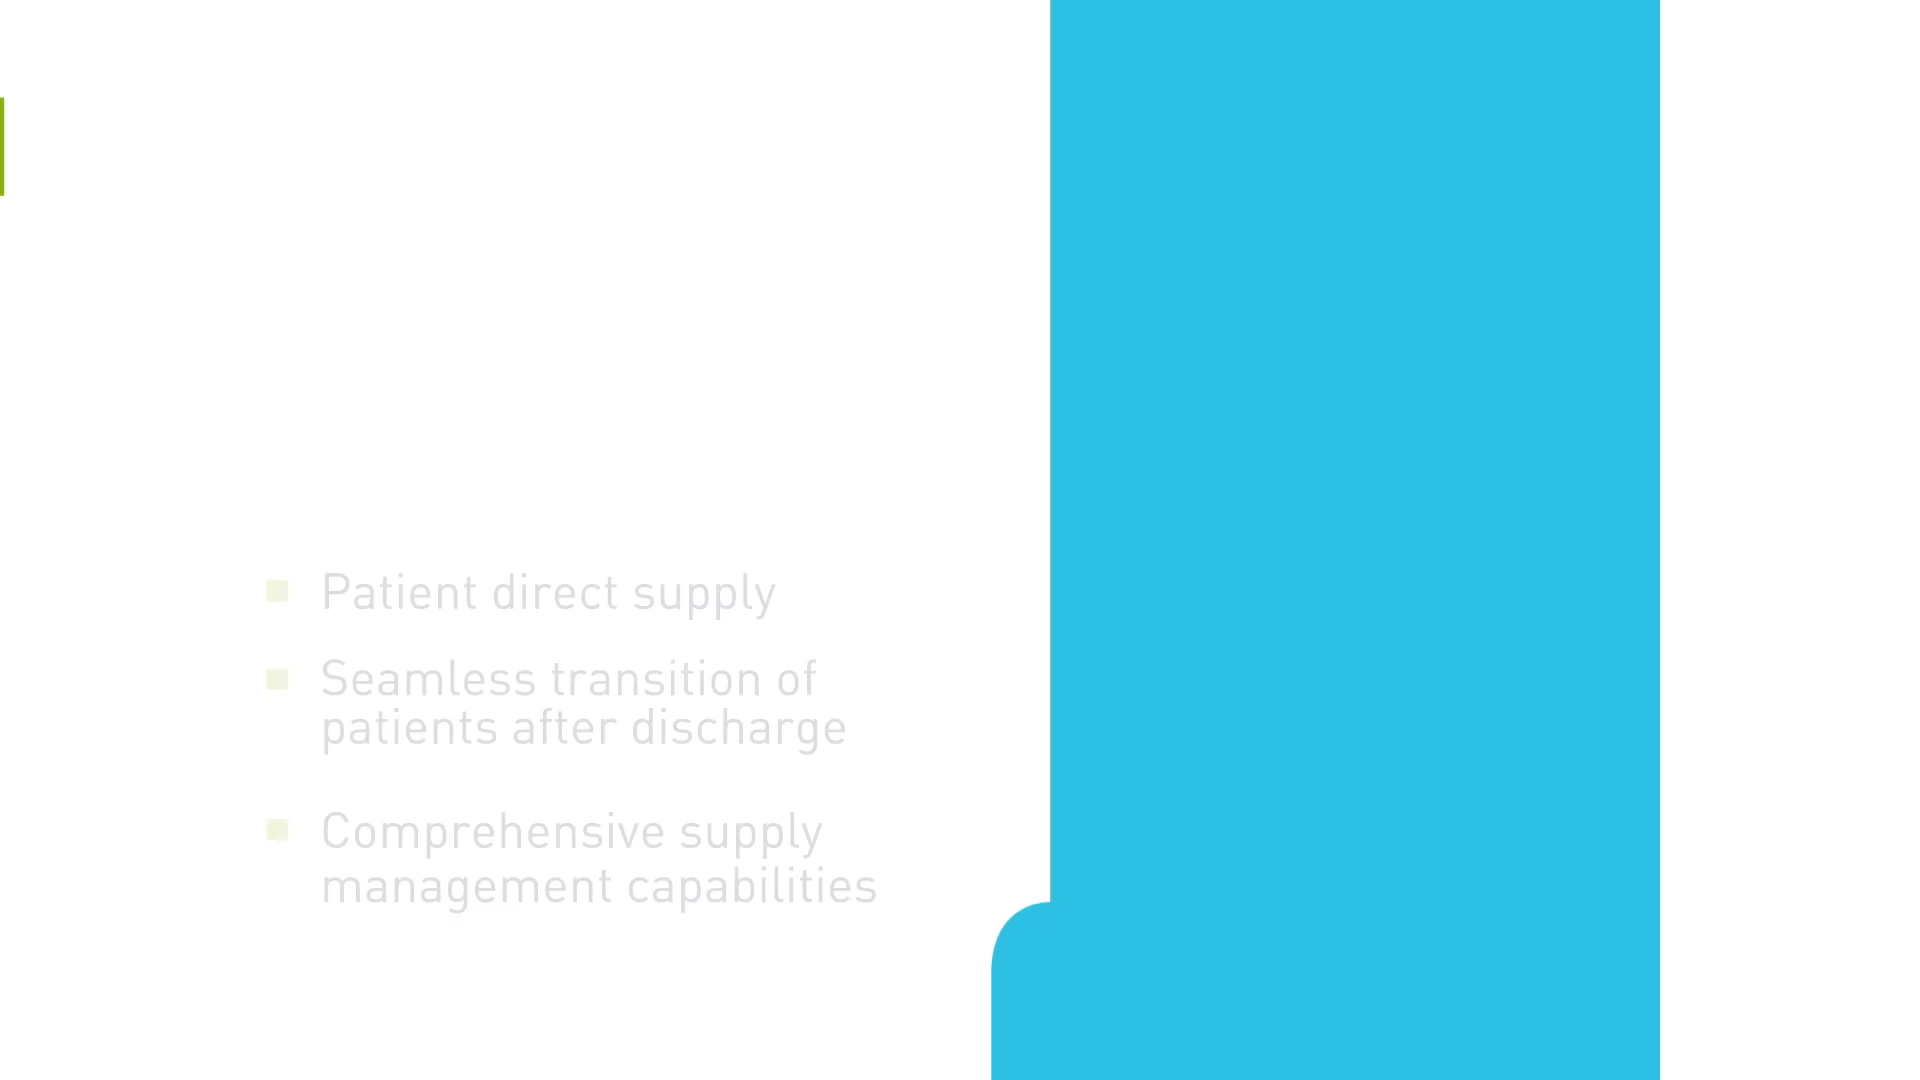 Patient direct supply
Seamless transition of
patients after discharge
Comprehensive supply
management capabilities